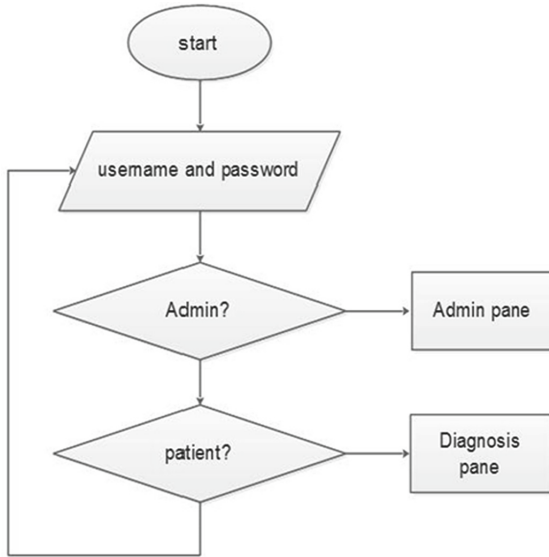 start
username and password
Admin?
Admin pane
patient?
Diagnosis
pane